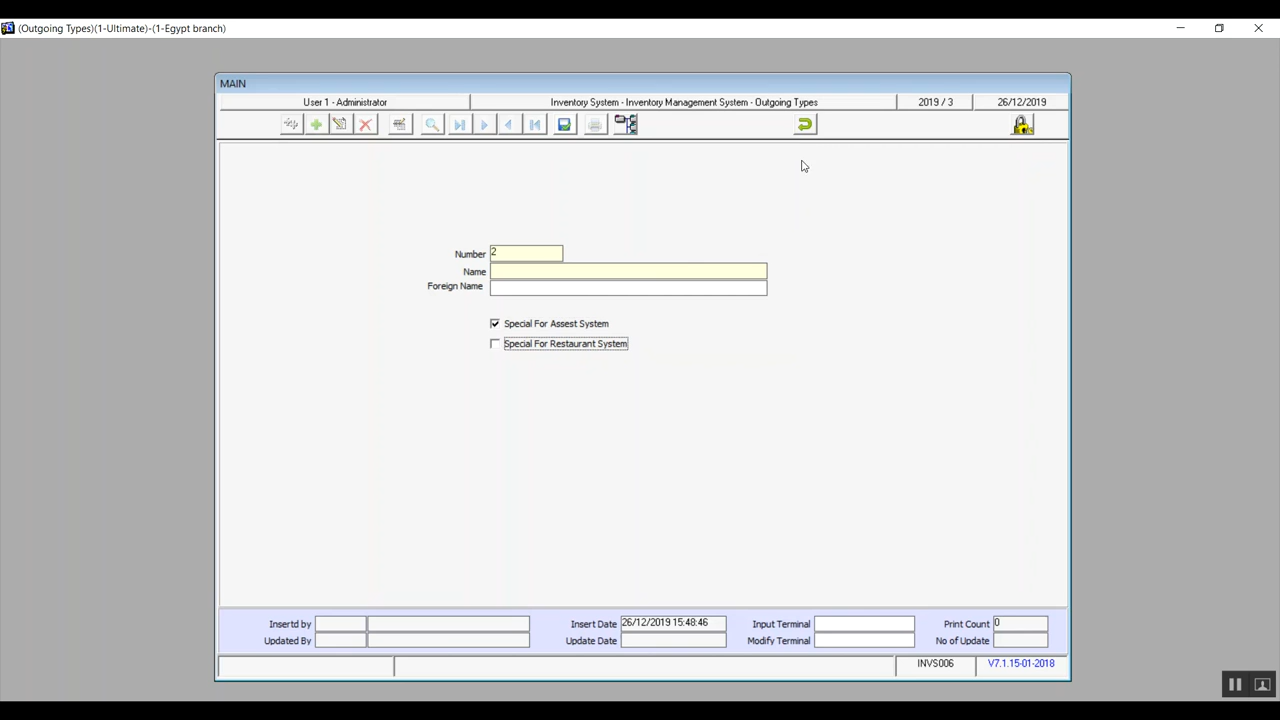 (Outgoing Types)(1-Ultimate)-(1-Egypt branch)
MAIN
User 1 - Administrator Inventory System - Inventory Management System - Outgoing Types 2019 / 3 26/12/2019
Number 2
Name
Foreign Name
Special For Assest System
Special For Restaurant System
Insertd by Insert Date 26/12/2019 15:48:46 Input Terminal Print Count 0
Updated By Update Date Modify Terminal No of Update
INVS006 V7.1.15-01-2018